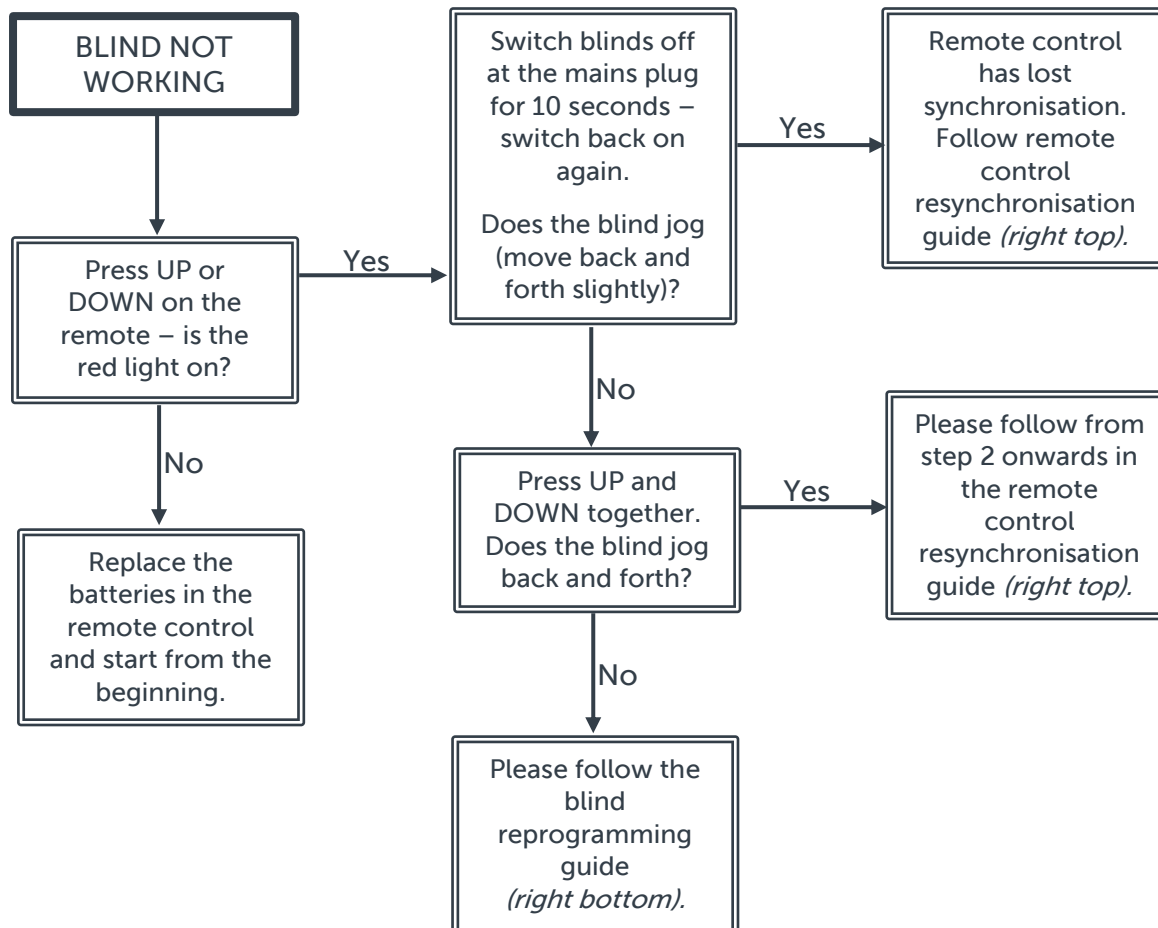 BLIND NOT
WORKING
Press UP or
DOWN on the
remote – is the
red light on?
Yes
No
Replace the
batteries in the
remote control
and start from the
beginning.
Switch blinds off
at the mains plug
for 10 seconds –
switch back on
again.
Does the blind jog
(move back and
forth slightly)?
Yes
No
Remote control
has lost
synchronisation.
Follow remote
control
resynchronisation
guide (right top).
Press UP and
DOWN together.
Does the blind jog
back and forth?
Yes
No
Please follow from
step 2 onwards in
the remote
control
resynchronisation
guide (right top).
Please follow the
blind
reprogramming
guide
(right bottom).